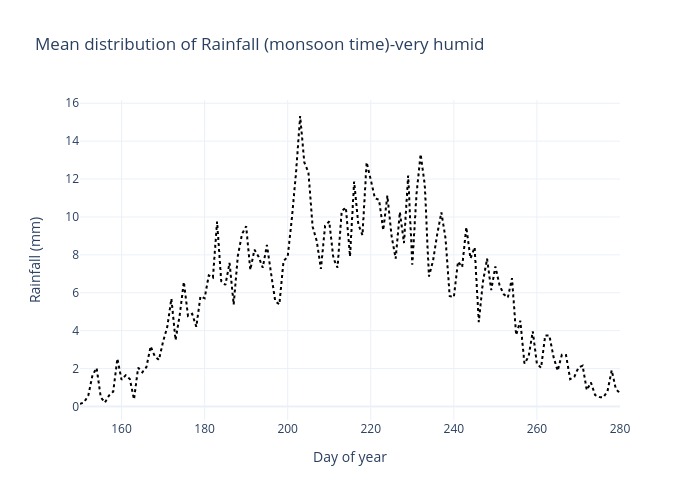 Mean distribution of Rainfall (monsoon time)-very humid
16
14
12
10
8
6
4
2
0
Rainfall (mm)
160 180 200 220 240 260 280
Day of year